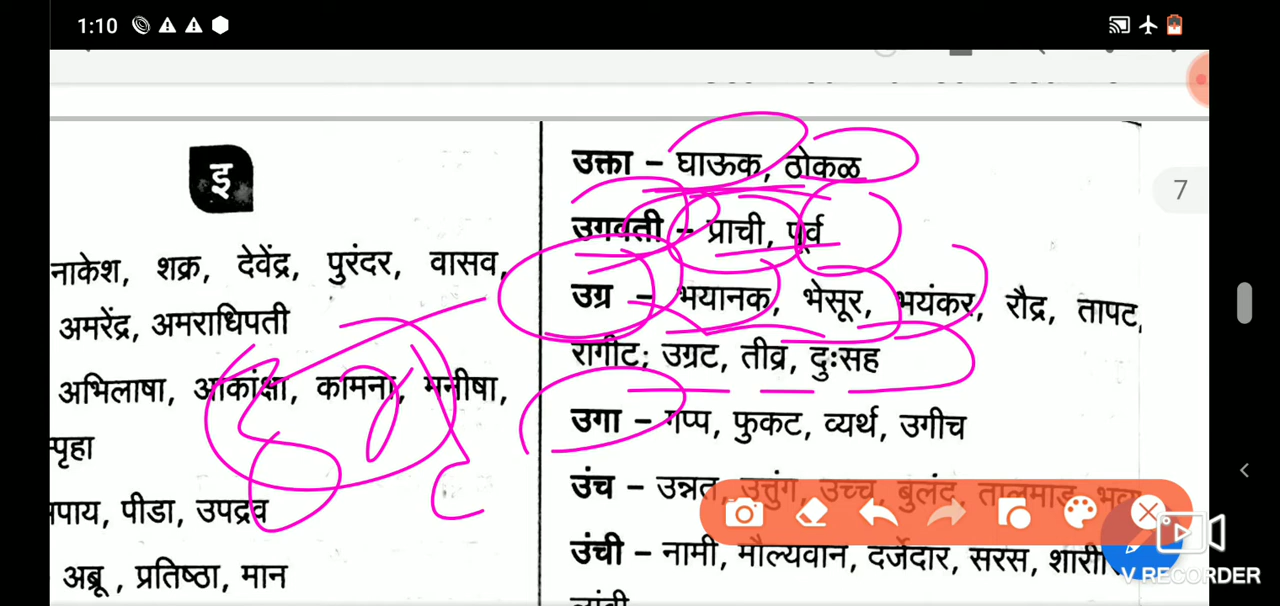 1:10
7
इ
नाकेश, शक्र, देवेंद्र, पुरंदर, वासव,
अमरेंद्र, अमराधिपती
अभिलाषा, आकांक्षा, कामना, मनीषा,
पीडा, उपद्रव
अब्रू , प्रतिष्ठा, मान
उक्ता – घाऊक, ठोकळ
उगवती – प्राची, पूर्व
उग्र – भयानक, भेसूर, भयंकर, रौद्र, तापट,
रागीट; उग्रट, तीव्र, दुःसह
उगा – गप्प, फुकट, व्यर्थ, उगीच
उंच – उन्नत, उत्तुंग, उच्च, बुलंद, तालमाड,
उंची – नामी, मौल्यवान, दर्जेदार, सरस,
V RECORDER